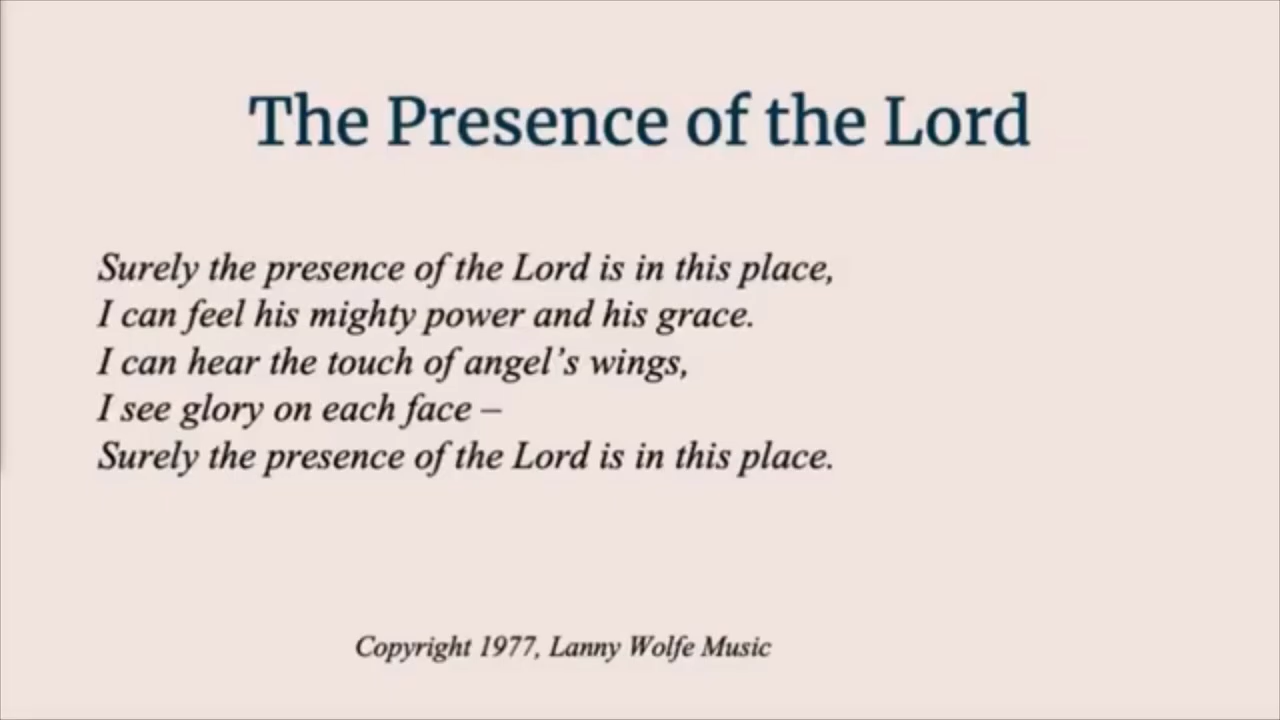 The Presence of the Lord
Surely the presence of the Lord is in this place,
I can feel his mighty power and his grace.
I can hear the touch of angel’s wings,
I see glory on each face –
Surely the presence of the Lord is in this place.
Copyright 1977, Lanny Wolfe Music